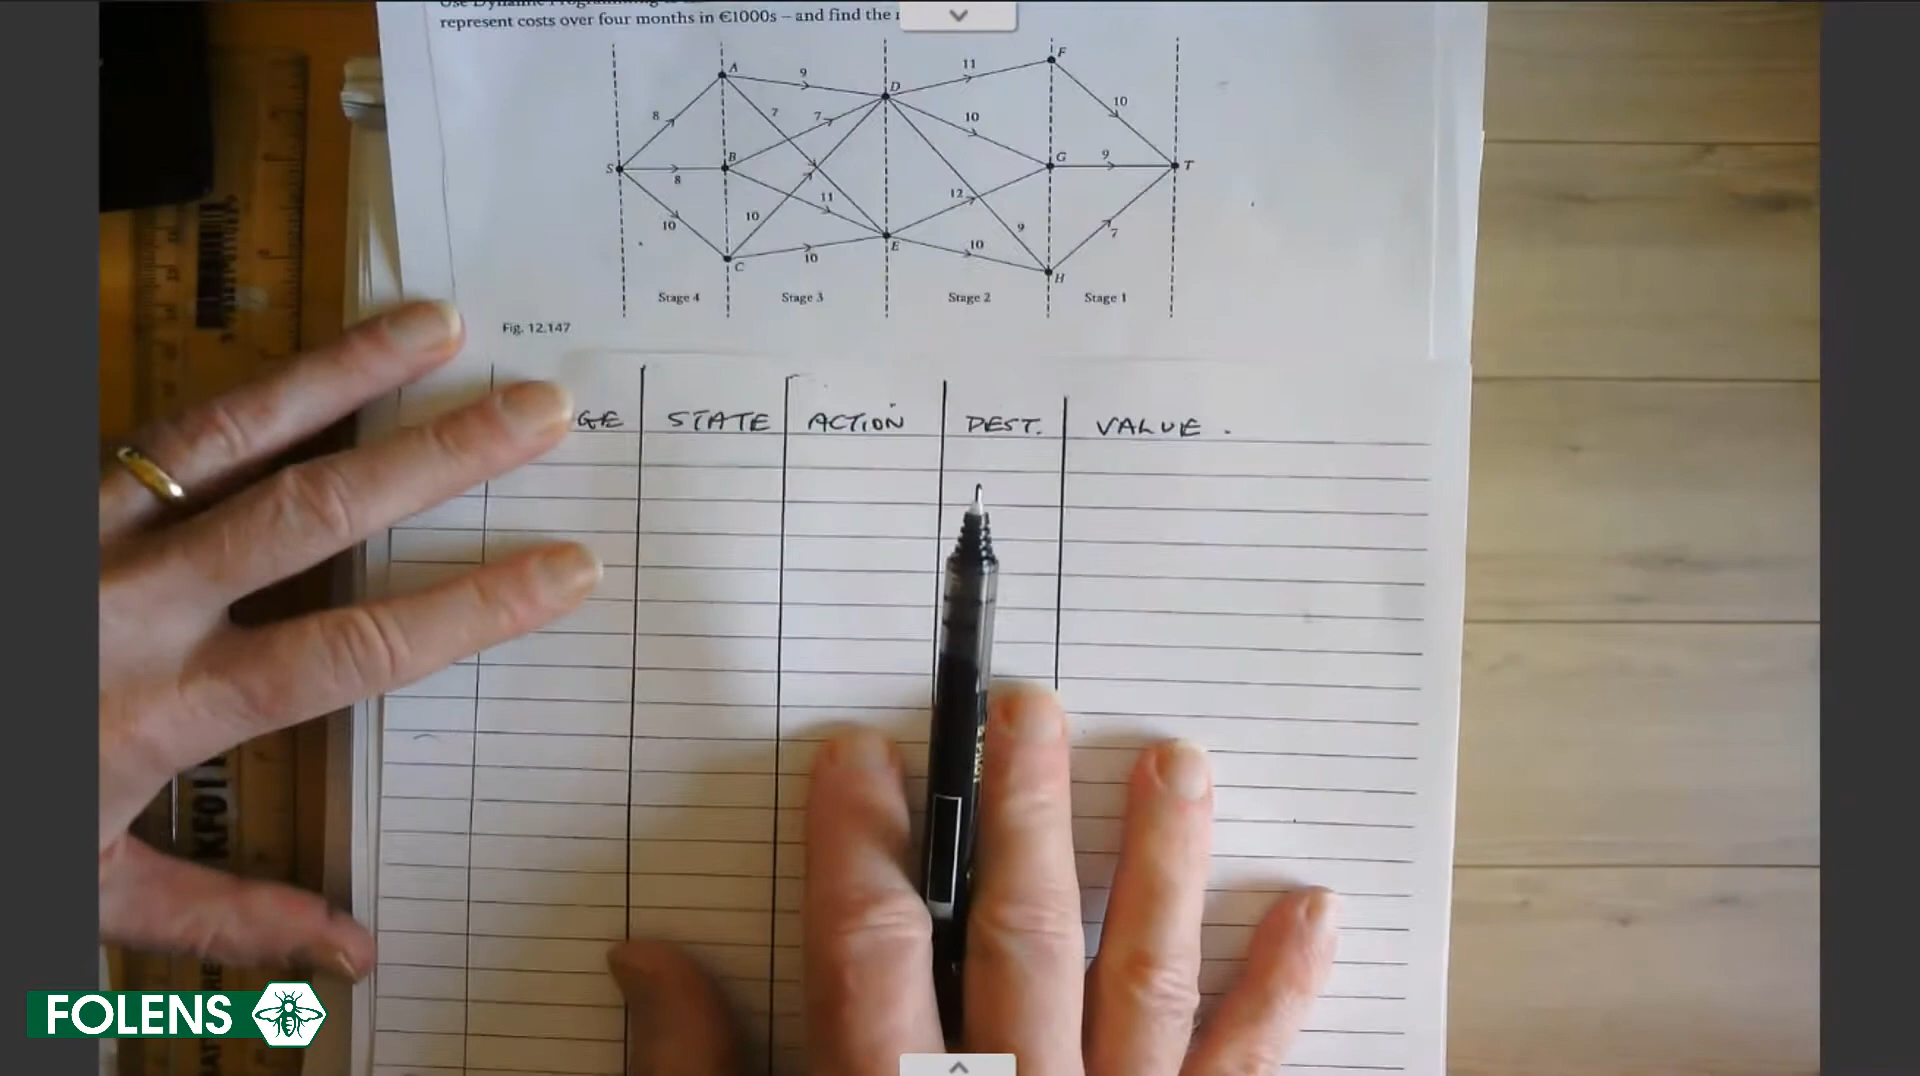 represent costs over four months in €1000s – and find the
F
11
A
9
D
10
8
7
7
10
B
G
9
S
T
8
11
12
10
10
9
7
E
10
C
10
H
Stage 4 Stage 3 Stage 2 Stage 1
Fig. 12.147
GE STATE ACTION DEST. VALUE .
PILOT
FOLENS